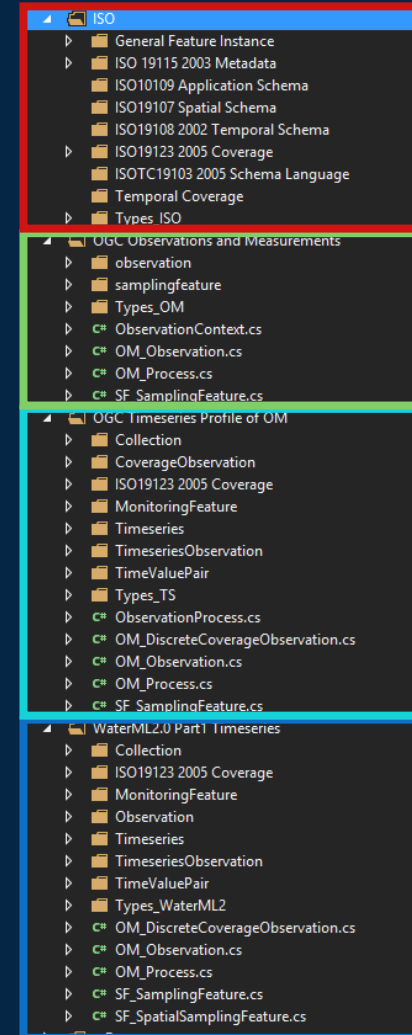 ISO
General Feature Instance
ISO 19115 2003 Metadata
ISO10109 Application Schema
ISO19107 Spatial Schema
ISO19108 2002 Temporal Schema
ISO19123 2005 Coverage
ISOTC19103 2005 Schema Language
Temporal Coverage
Types_ISO
OGC Observations and Measurements
observation
samplingfeature
Types_OM
C# ObservationContext.cs
C# OM_Observation.cs
C# OM_Process.cs
C# SF_SamplingFeature.cs
OGC Timeseries Profile of OM
Collection
CoverageObservation
ISO19123 2005 Coverage
MonitoringFeature
Timeseries
TimeseriesObservation
TimeValuePair
Types_TS
C# ObservationProcess.cs
C# OM_DiscreteCoverageObservation.cs
C# OM_Observation.cs
C# OM_Process.cs
C# SF_SamplingFeature.cs
WaterML2.0 Part1 Timeseries
Collection
ISO19123 2005 Coverage
MonitoringFeature
Observation
Timeseries
TimeseriesObservation
TimeValuePair
Types_WaterML2
C# OM_DiscreteCoverageObservation.cs
C# OM_Observation.cs
C# OM_Process.cs
C# SF_SamplingFeature.cs
C# SF_SpatialSamplingFeature.cs